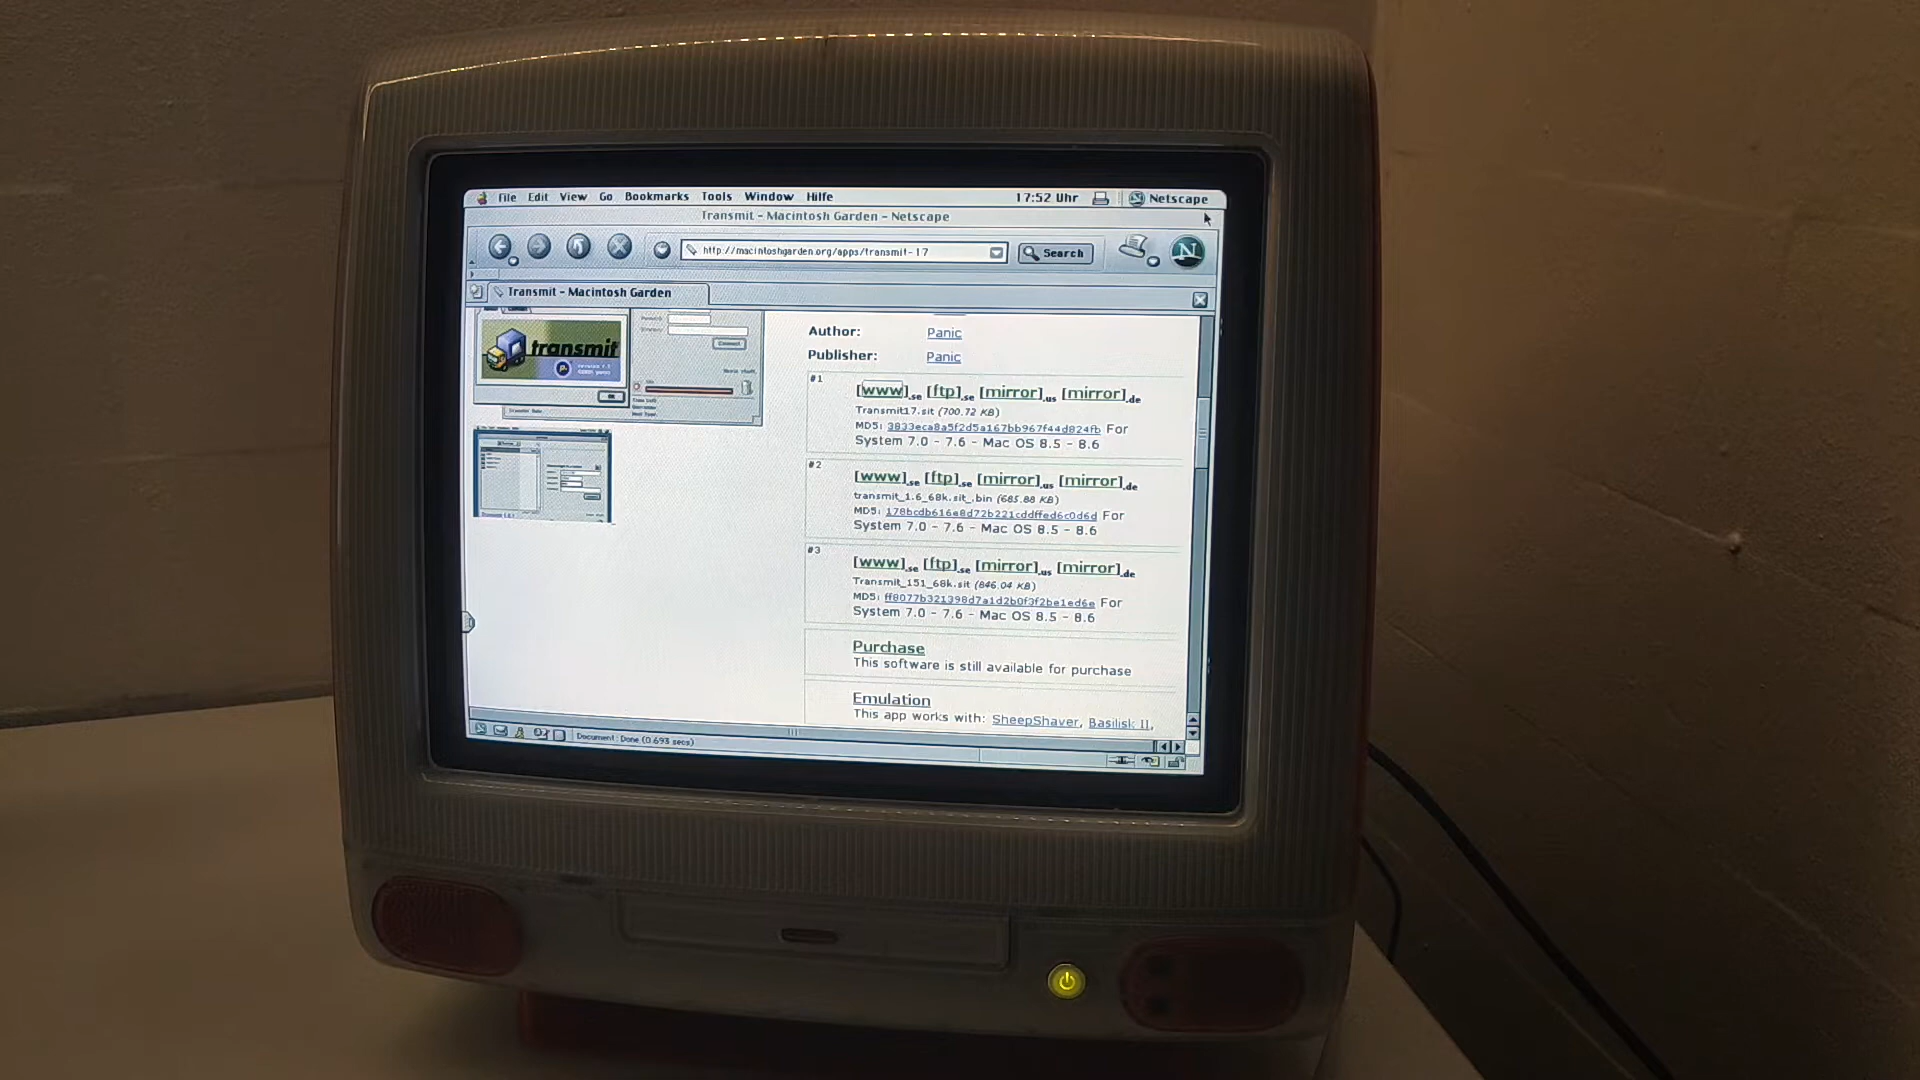 File Edit View Go Bookmarks Tools Window Hilfe 17:52 Uhr Netscape
Transmit - Macintosh Garden - Netscape
http://macintoshgarden.org/apps/transmit-17 Search N
Transmit - Macintosh Garden
transmit
OK
Connect
Author: Panic
Publisher: Panic
#1
[www].se [ftp].se [mirror].us [mirror].de
Transmit17.sit (700.72 KB)
MD5: 3833eca8a5f2d5a167bb967f44d824fb For
System 7.0 - 7.6 - Mac OS 8.5 - 8.6
#2
[www].se [ftp].se [mirror].us [mirror].de
transmit_1.6_68k.sit_.bin (685.88 KB)
MD5: 178bcdb616e8d72b221cddffed6c0d6d For
System 7.0 - 7.6 - Mac OS 8.5 - 8.6
#3
[www].se [ftp].se [mirror].us [mirror].de
Transmit_151_68k.sit (846.04 KB)
MD5: ff8077b321398d7a1d2b0f3f2be1ed6e For
System 7.0 - 7.6 - Mac OS 8.5 - 8.6
Purchase
This software is still available for purchase
Emulation
This app works with: SheepShaver, Basilisk II,
Document: Done (0.693 secs)